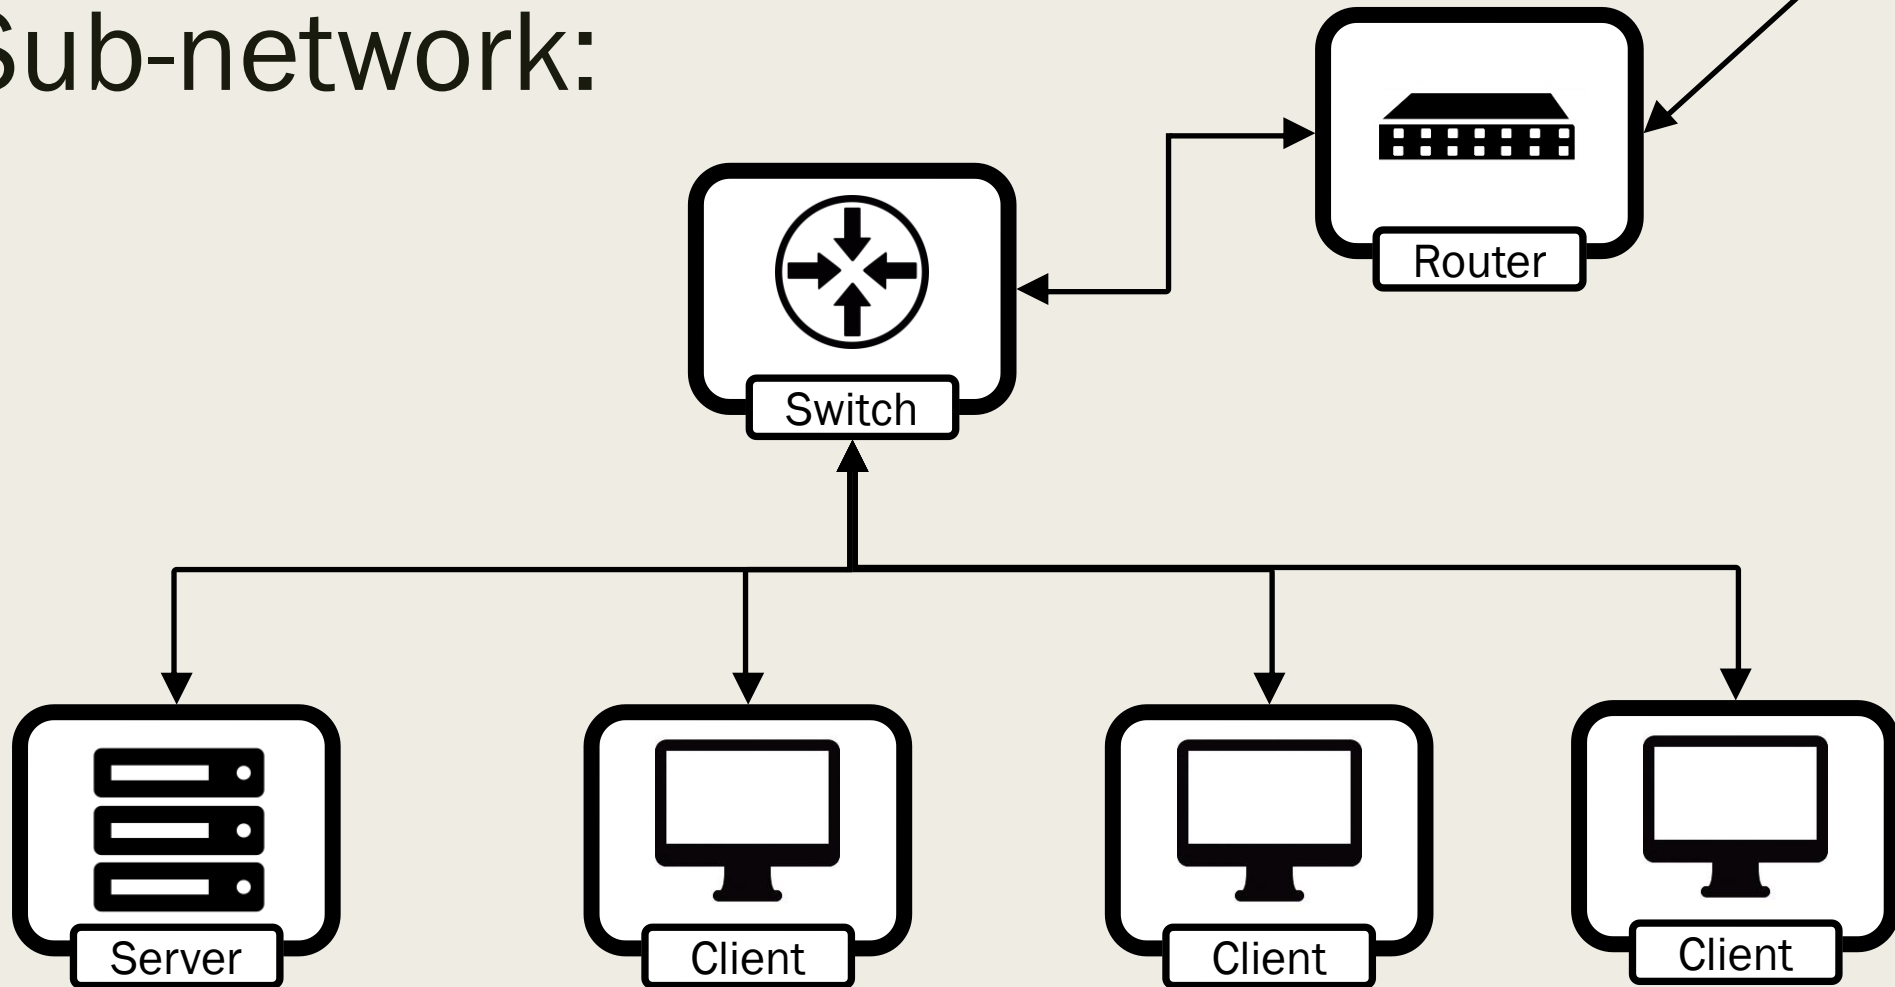 Sub-network:
Router
Switch
Server
Client
Client
Client